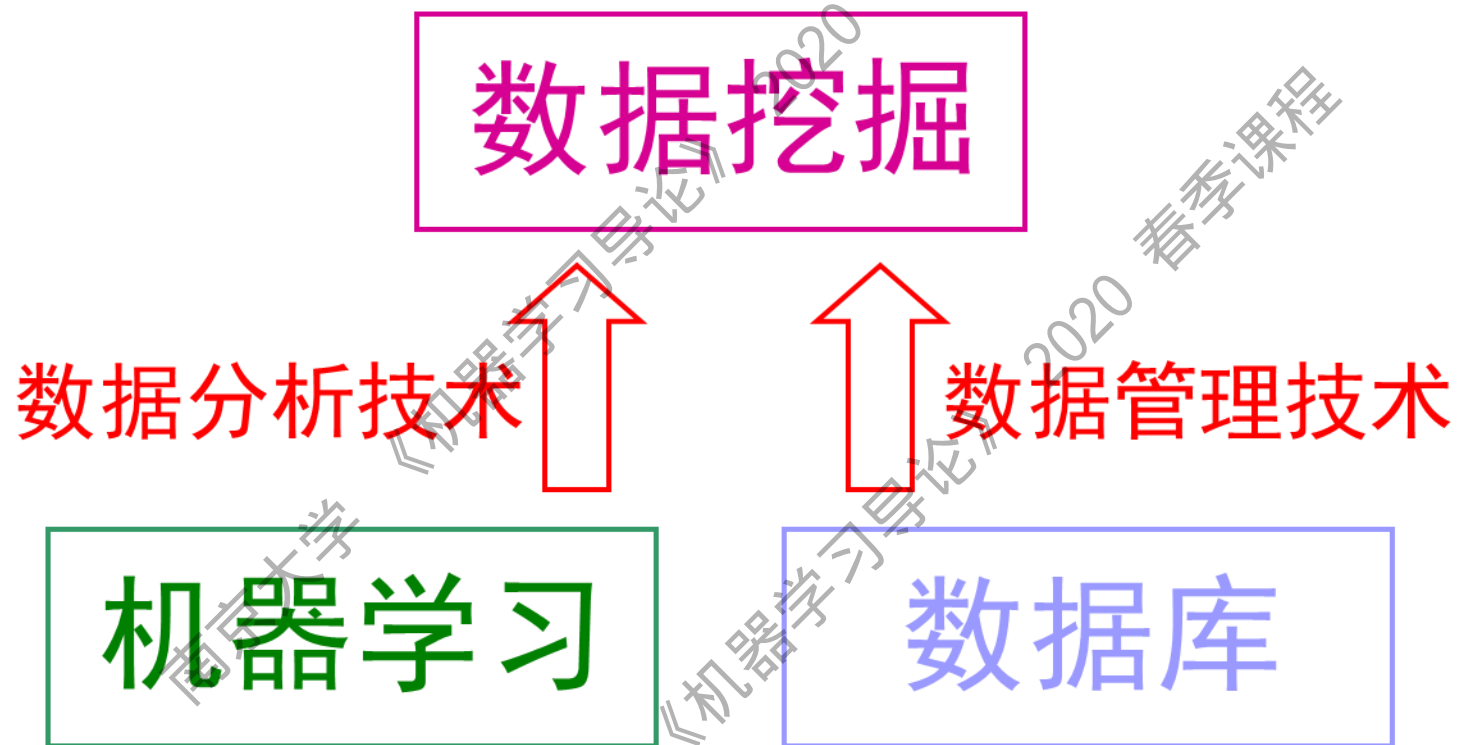 数据挖掘
数据分析技术
数据管理技术
机器学习
数据库
南京大学 《机器学习导论》 2020
《机器学习导论》 2020 春季课程